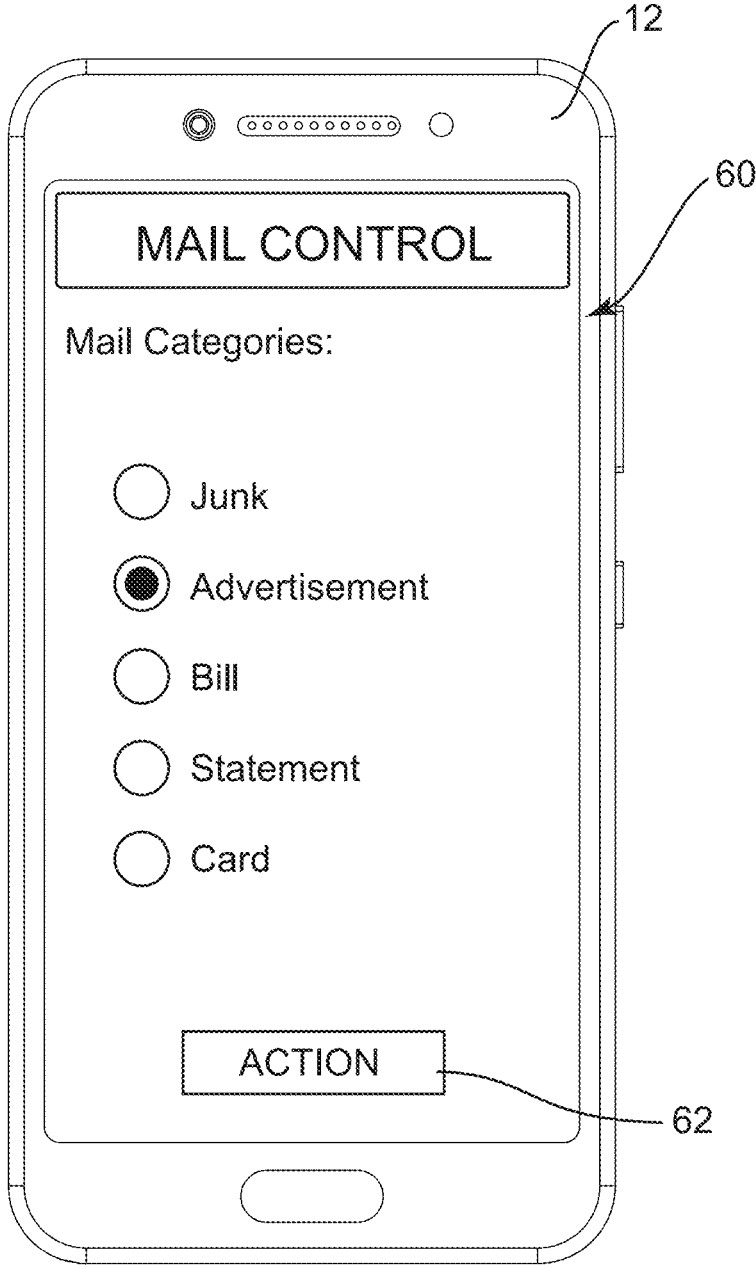 12
60
MAIL CONTROL
Mail Categories:
Junk
Advertisement
Bill
Statement
Card
ACTION
62